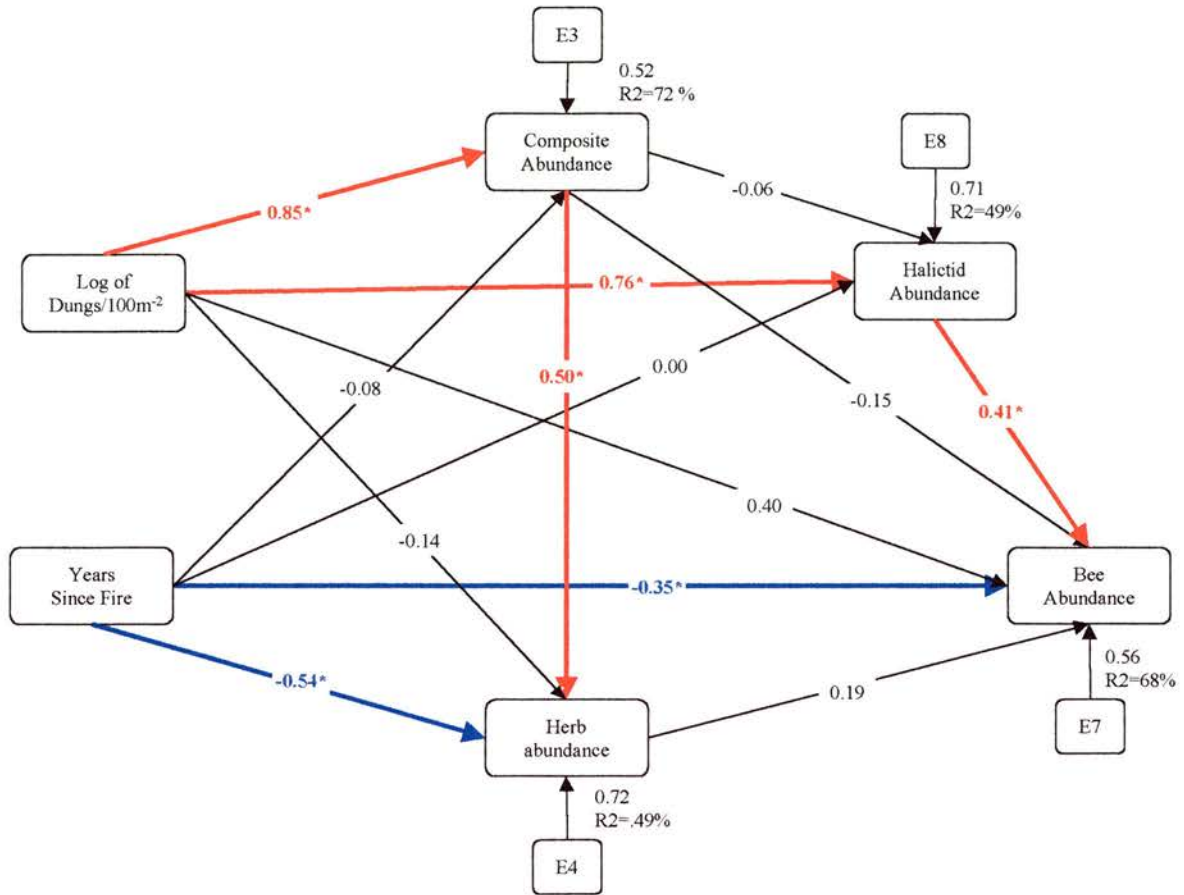 E3
0.52
R2=72 %
Composite
Abundance
E8
0.71
R2=49%
-0.06
0.85*
Log of
Dungs/100m⁻²
0.76*
Halictid
Abundance
0.00
-0.08
0.50*
-0.15
0.41*
0.40
-0.14
Years
Since Fire
-0.35*
Bee
Abundance
-0.54*
0.19
0.56
R2=68%
Herb
abundance
E7
0.72
R2=.49%
E4